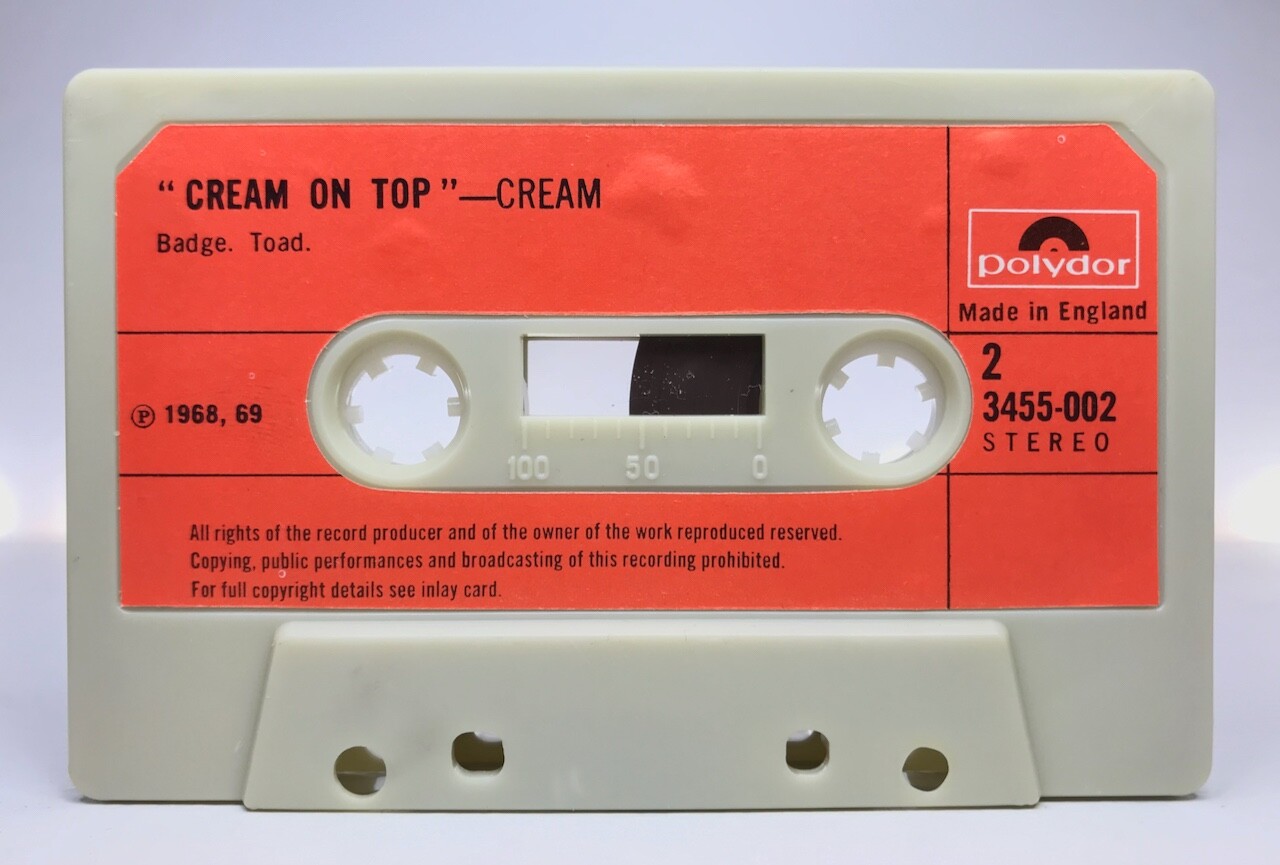 “CREAM ON TOP”—CREAM
Badge. Toad.
polydor
Made in England
℗ 1968, 69
2
3455-002
STEREO
100 50 0
All rights of the record producer and of the owner of the work reproduced reserved.
Copying, public performances and broadcasting of this recording prohibited.
For full copyright details see inlay card.